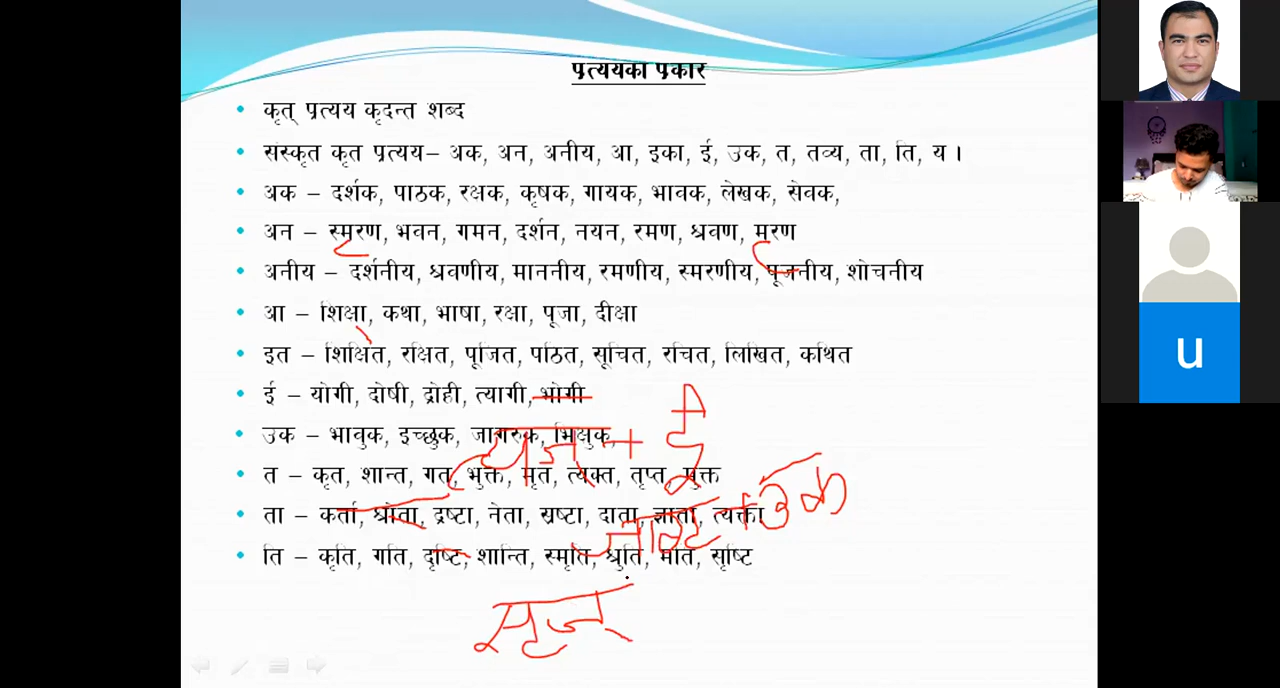 प्रत्ययका प्रकार
• कृत् प्रत्यय कृदन्त शब्द
• संस्कृत कृत प्रत्यय– अक, अन, अनीय, आ, इका, ई, उक, त, तव्य, ता, ति, य ।
• अक – दर्शक, पाठक, रक्षक, कृषक, गायक, भावक, लेखक, सेवक,
• अन – स्मरण, भवन, गमन, दर्शन, नयन, रमण, श्रवण, मरण
• अनीय – दर्शनीय, श्रवणीय, माननीय, रमणीय, स्मरणीय, पूजनीय, शोचनीय
• आ – शिक्षा, कथा, भाषा, रक्षा, पूजा, दीक्षा
• इत – शिक्षित, रक्षित, पूजित, पठित, सूचित, रचित, लिखित, कथित
• ई – योगी, दोषी, द्रोही, त्यागी, भोगी
• उक – भावुक, इच्छुक, जागरुक, भिक्षुक,
त्यज् + ई
• त – कृत, शान्त, गत, भुक्त, मृत, त्यक्त, तृप्त, मुक्त
• ता – कर्ता, श्रोता, द्रष्टा, नेता, स्रष्टा, दाता, ज्ञाता, त्यक्ता
+ उक
• ति – कृति, गति, दृष्टि, शान्ति, स्मृति, श्रुति, मति, सृष्टि
सृज्
u